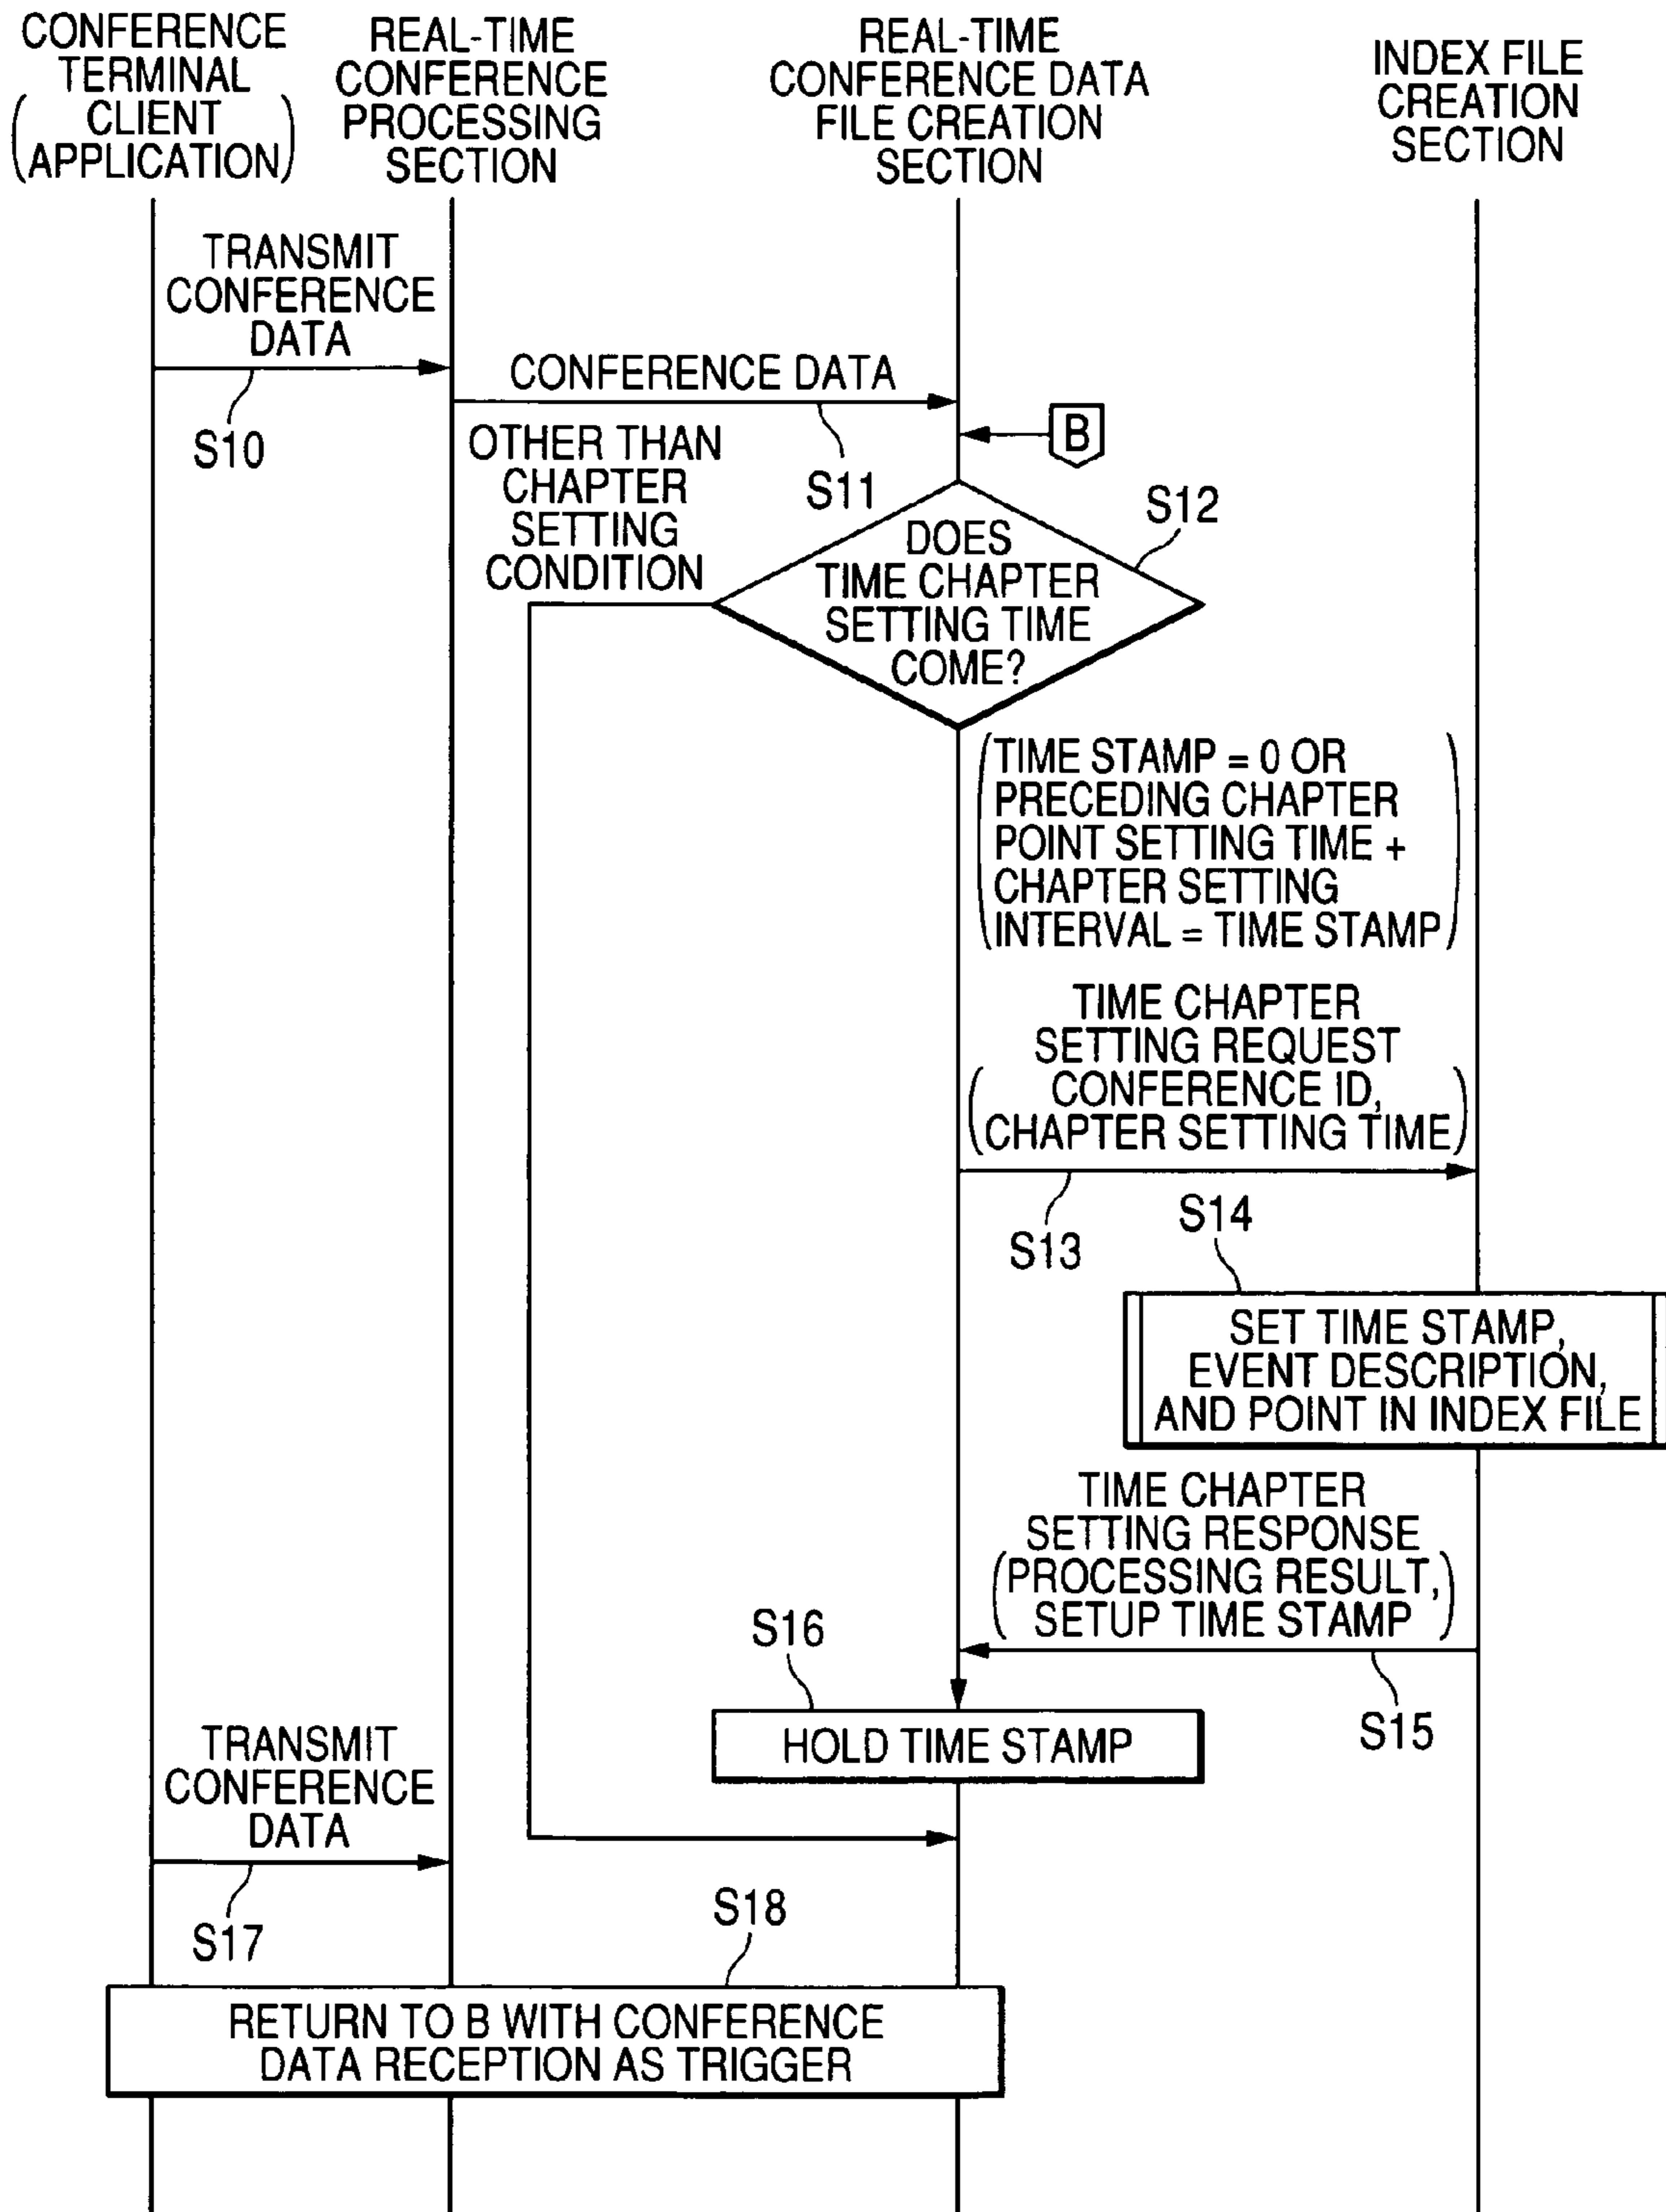 CONFERENCE
TERMINAL
(CLIENT
APPLICATION)
REAL-TIME
CONFERENCE
PROCESSING
SECTION
REAL-TIME
CONFERENCE DATA
FILE CREATION
SECTION
INDEX FILE
CREATION
SECTION
TRANSMIT
CONFERENCE
DATA
S10
CONFERENCE DATA
S11
B
OTHER THAN
CHAPTER
SETTING
CONDITION
S12
DOES
TIME CHAPTER
SETTING TIME
COME?
(TIME STAMP = 0 OR
PRECEDING CHAPTER
POINT SETTING TIME +
CHAPTER SETTING
INTERVAL = TIME STAMP)
TIME CHAPTER
SETTING REQUEST
(CONFERENCE ID,
CHAPTER SETTING TIME)
S13
S14
SET TIME STAMP,
EVENT DESCRIPTION,
AND POINT IN INDEX FILE
TIME CHAPTER
SETTING RESPONSE
(PROCESSING RESULT,
SETUP TIME STAMP)
S15
S16
HOLD TIME STAMP
TRANSMIT
CONFERENCE
DATA
S17
S18
RETURN TO B WITH CONFERENCE
DATA RECEPTION AS TRIGGER